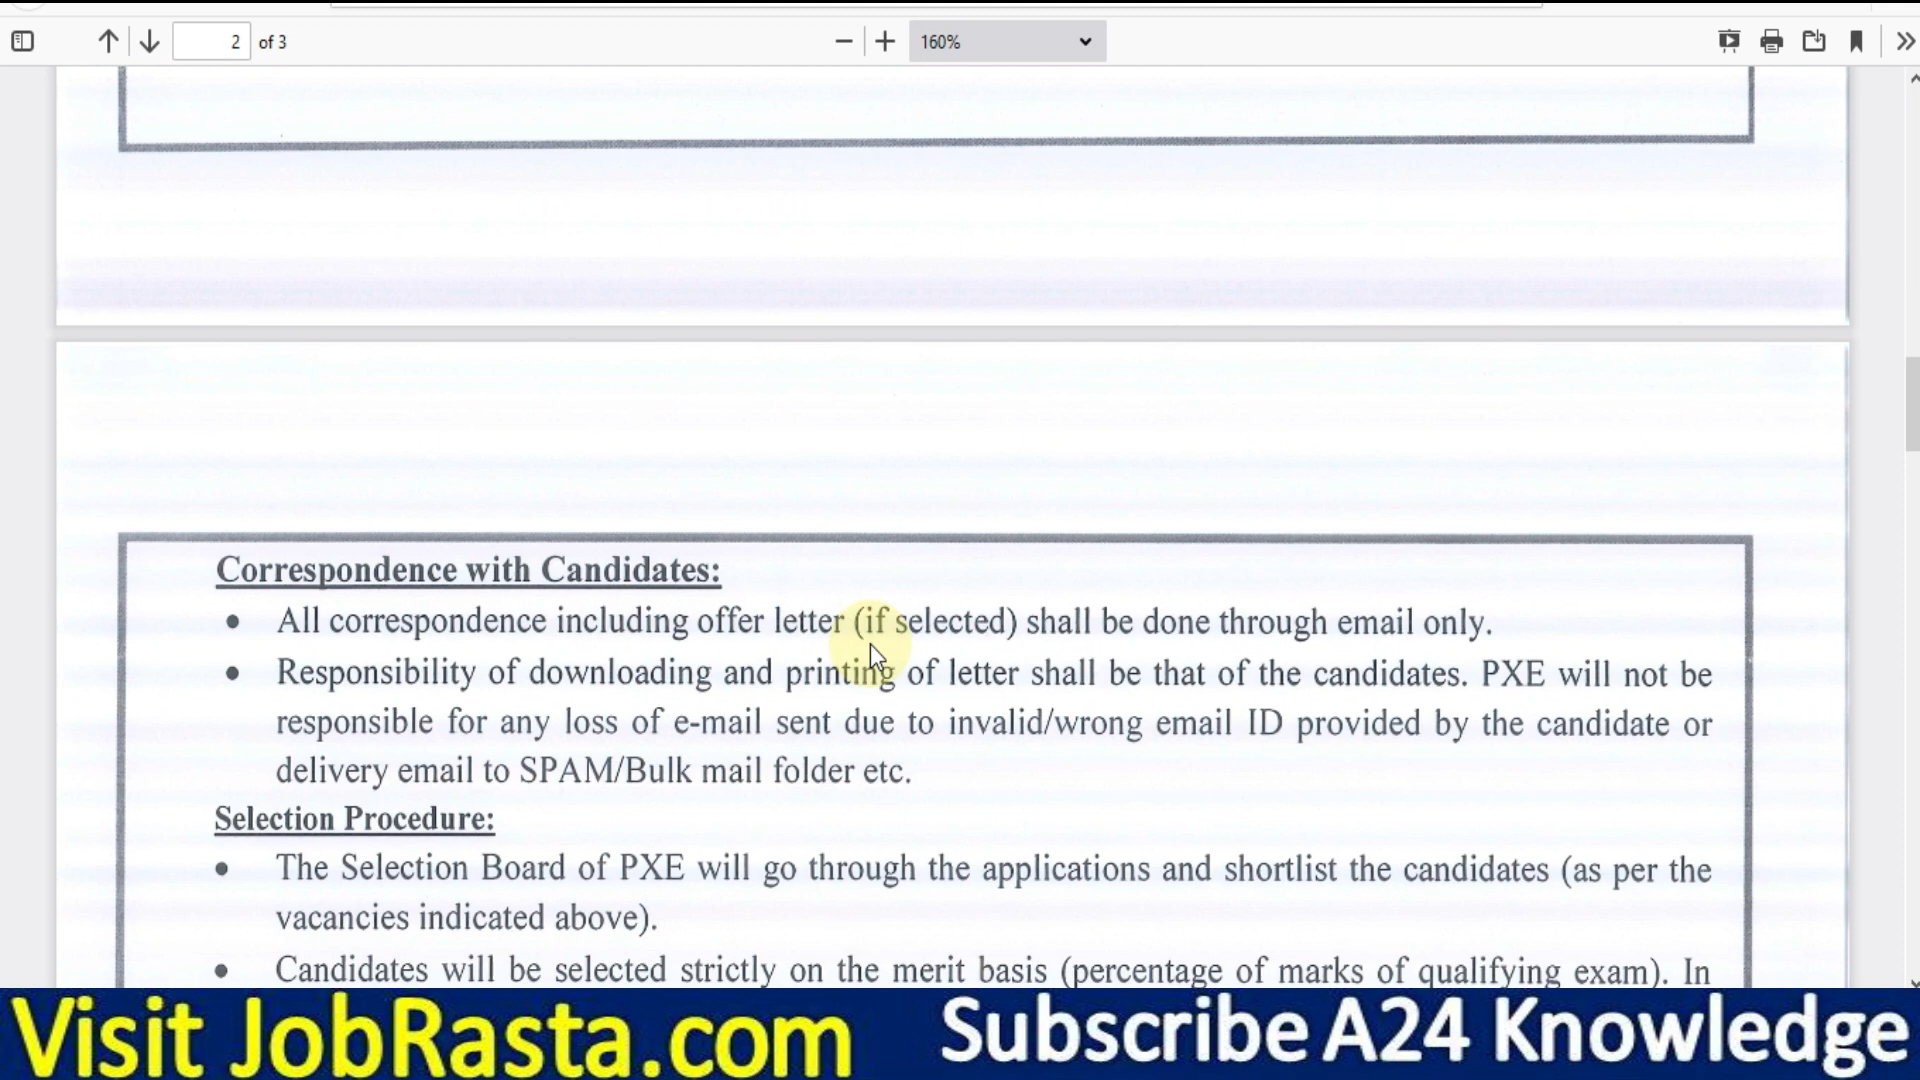 2 of 3 160%
Correspondence with Candidates:
• All correspondence including offer letter (if selected) shall be done through email only.
• Responsibility of downloading and printing of letter shall be that of the candidates. PXE will not be
responsible for any loss of e-mail sent due to invalid/wrong email ID provided by the candidate or
delivery email to SPAM/Bulk mail folder etc.
Selection Procedure:
• The Selection Board of PXE will go through the applications and shortlist the candidates (as per the
vacancies indicated above).
• Candidates will be selected strictly on the merit basis (percentage of marks of qualifying exam). In
Visit JobRasta.com Subscribe A24 Knowledge